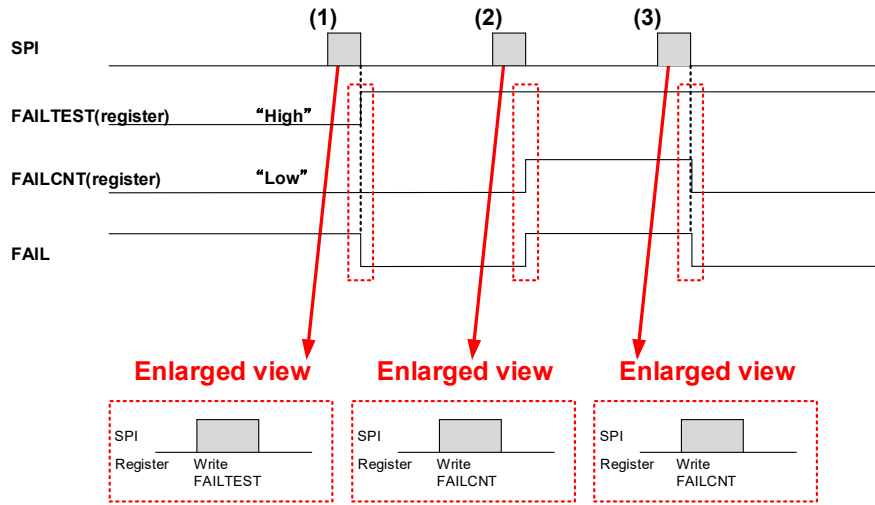 (1) (2) (3)
SPI
FAILTEST(register) “High”
FAILCNT(register) “Low”
FAIL
Enlarged view Enlarged view Enlarged view
SPI SPI SPI
Register Write Register Write Register Write
FAILTEST FAILCNT FAILCNT